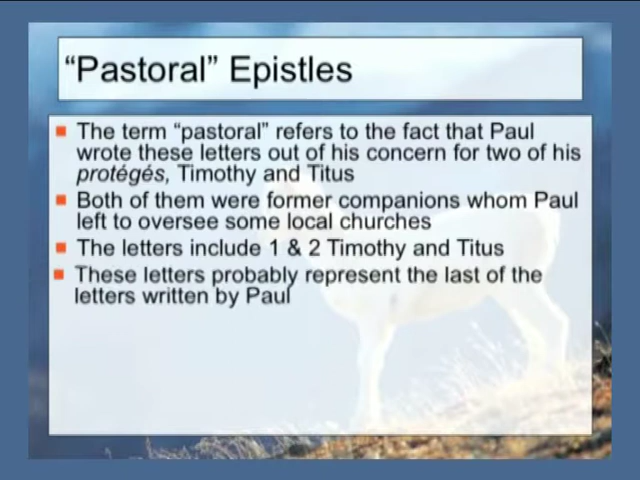 “Pastoral” Epistles
■ The term “pastoral” refers to the fact that Paul
wrote these letters out of his concern for two of his
protégés, Timothy and Titus
■ Both of them were former companions whom Paul
left to oversee some local churches
■ The letters include 1 & 2 Timothy and Titus
■ These letters probably represent the last of the
letters written by Paul